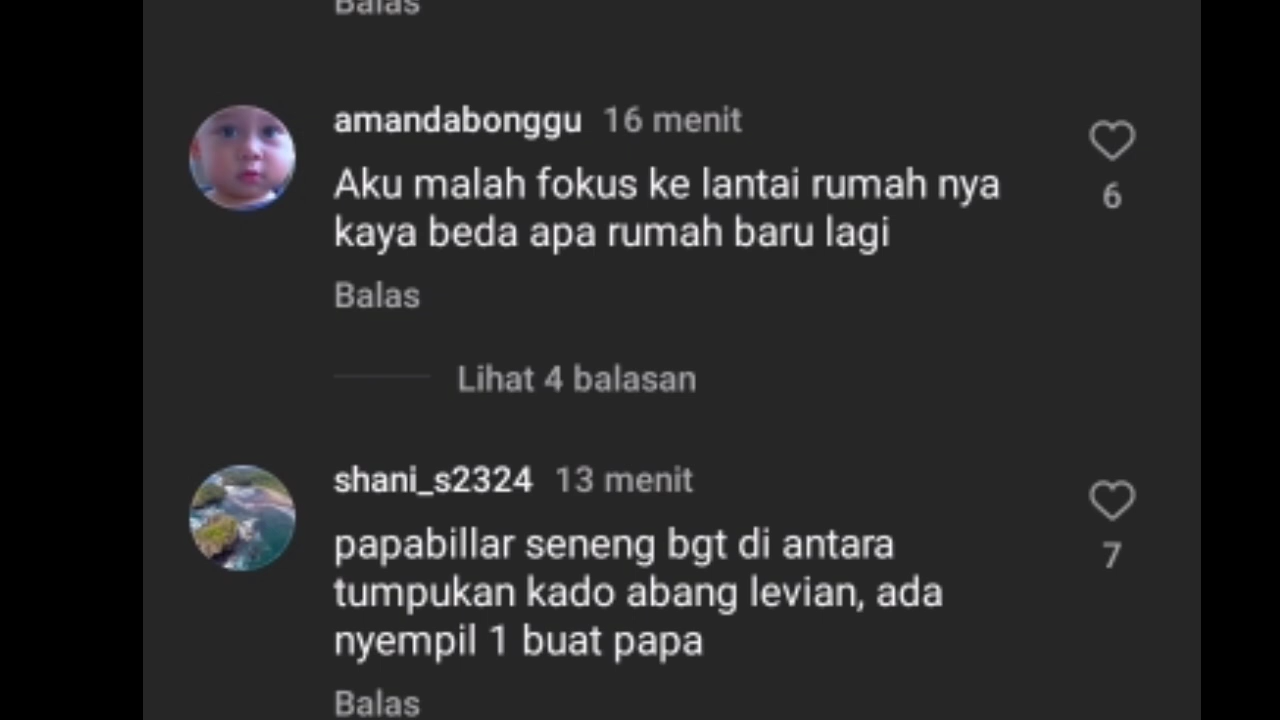 Balas
amandabonggu 16 menit
Aku malah fokus ke lantai rumah nya
6
kaya beda apa rumah baru lagi
Balas
Lihat 4 balasan
shani_s2324 13 menit
papabillar seneng bgt di antara
7
tumpukan kado abang levian, ada
nyempil 1 buat papa
Balas